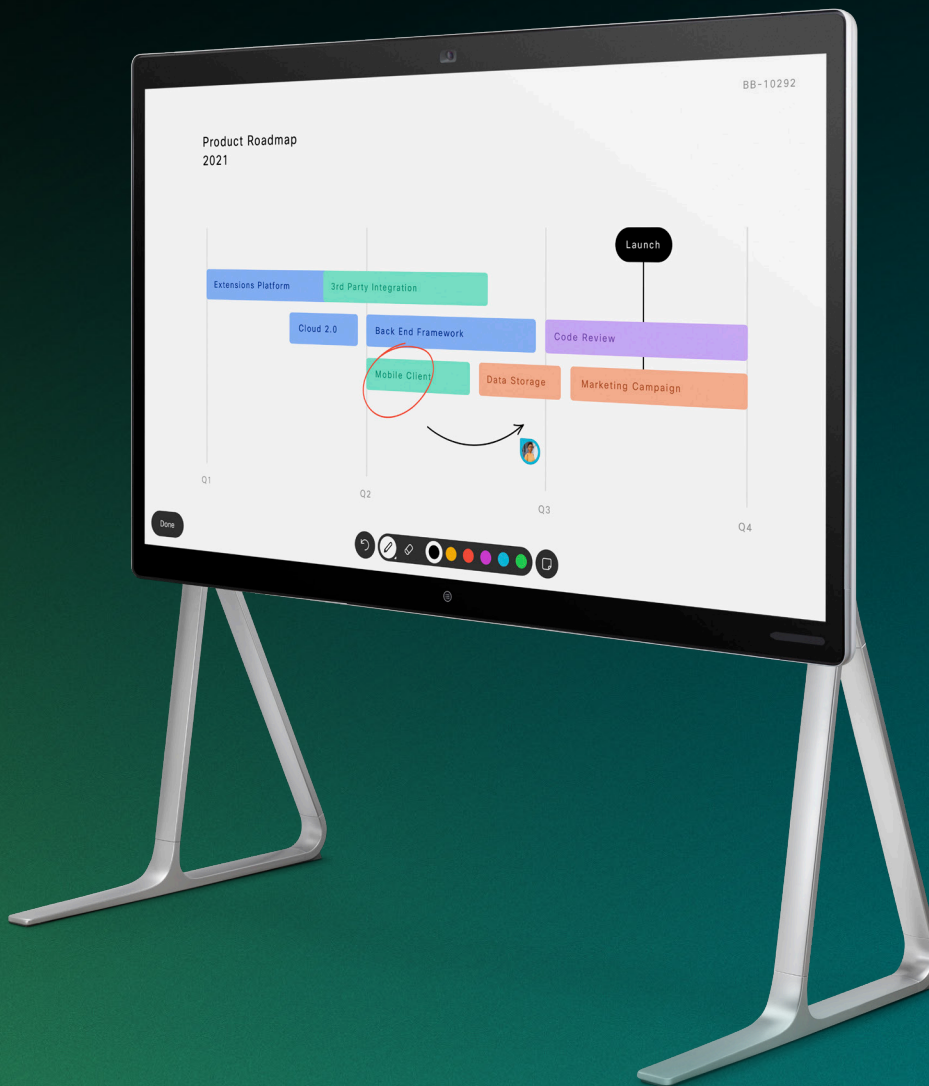 BB-10292
Product Roadmap
2021
Launch
Extensions Platform
3rd Party Integration
Cloud 2.0
Back End Framework
Code Review
Mobile Client
Data Storage
Marketing Campaign
Q1
Q2
Q3
Q4
Done